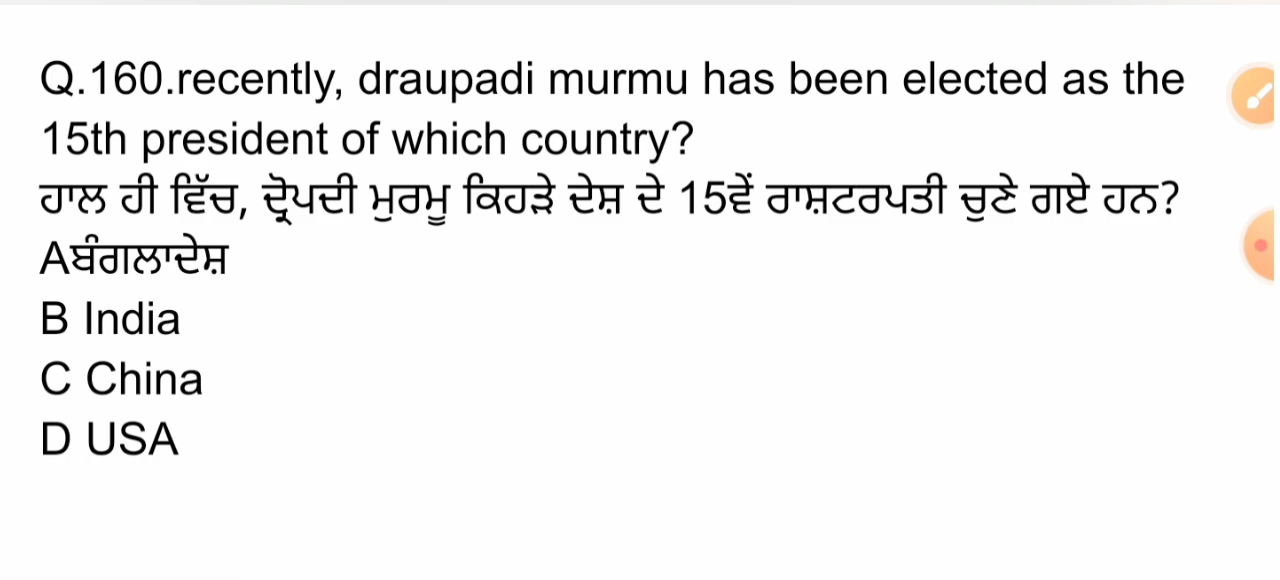 Q.160.recently, draupadi murmu has been elected as the
15th president of which country?
ਹਾਲ ਹੀ ਵਿੱਚ, ਦ੍ਰੋਪਦੀ ਮੁਰਮੂ ਕਿਹੜੇ ਦੇਸ਼ ਦੇ 15ਵੇਂ ਰਾਸ਼ਟਰਪਤੀ ਚੁਣੇ ਗਏ ਹਨ?
Aਬੰਗਲਾਦੇਸ਼
B India
C China
D USA